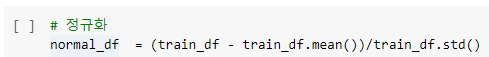 [ ] # 정규화
normal_df  = (train_df - train_df.mean())/train_df.std()